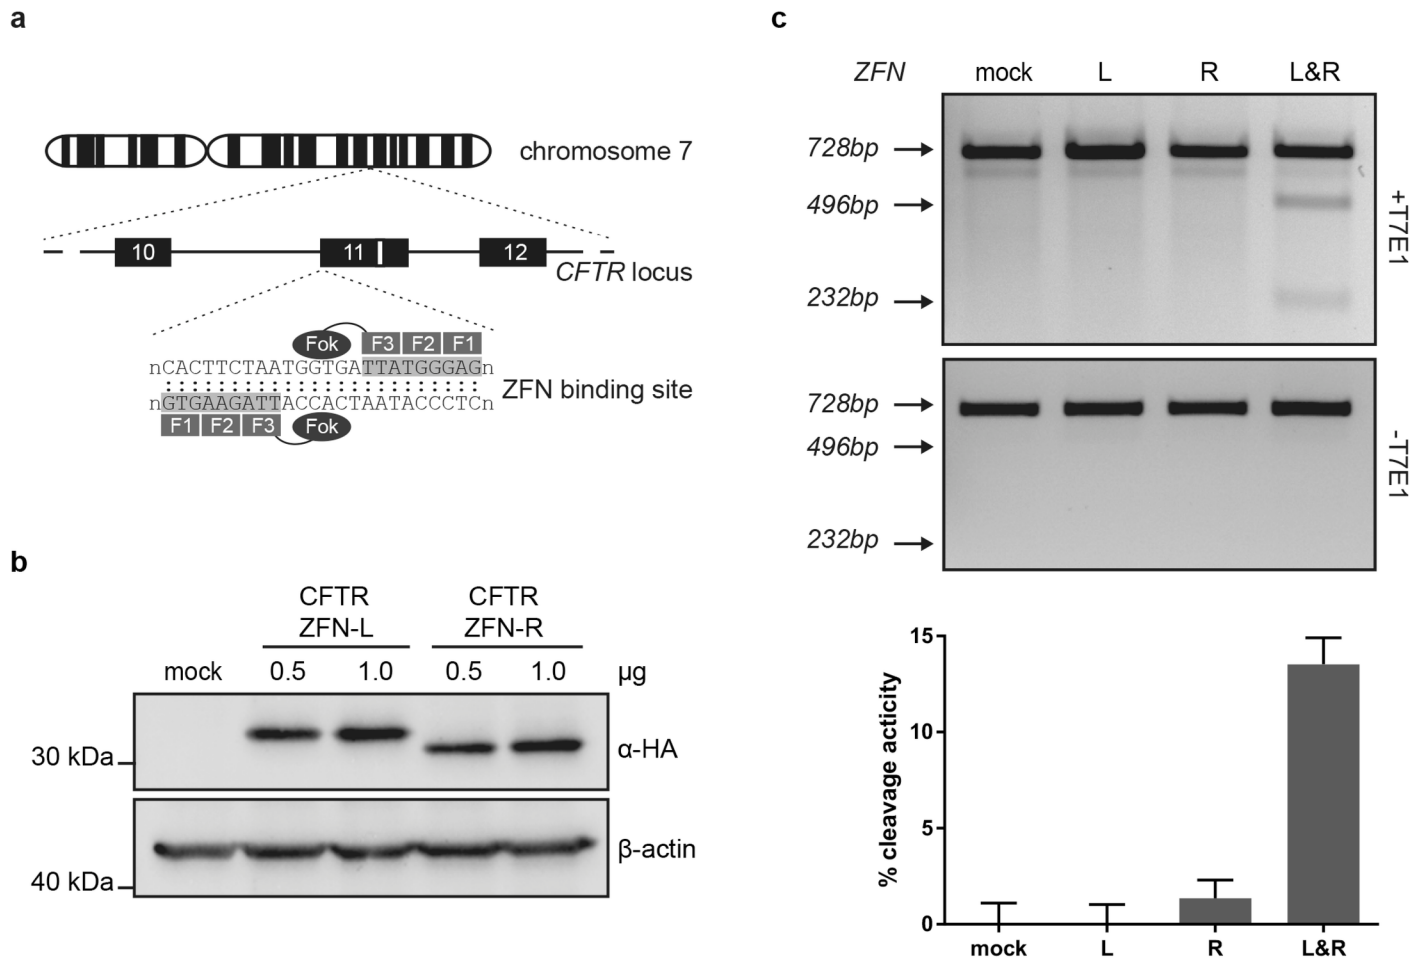 a
chromosome 7
10 11 12
CFTR locus
Fok F3 F2 F1
nCACTTCTAATGGTGATTATGGGAGn
ZFN binding site
nGTGAAGATTACCACTAATACCCTCn
F1 F2 F3 Fok
b
CFTR CFTR
ZFN-L ZFN-R
mock 0.5 1.0 0.5 1.0 µg
30 kDa α-HA
β-actin
40 kDa
c
ZFN mock L R L&R
728bp
496bp
232bp
+T7E1
728bp
496bp
232bp
-T7E1
% cleavage acticity
15
10
5
0
mock L R L&R